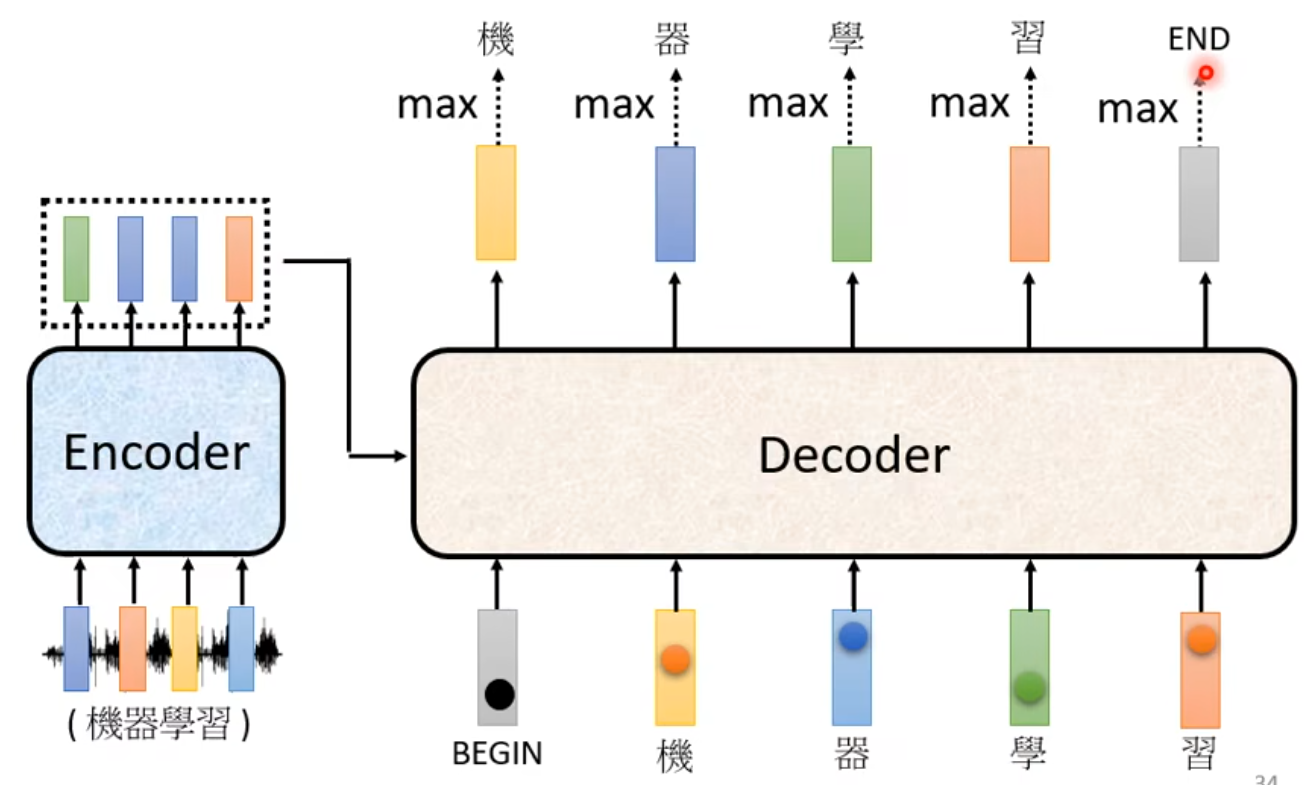 機 器 學 習 END
max max max max max
Encoder
Decoder
(機器學習)
BEGIN 機 器 學 習
34